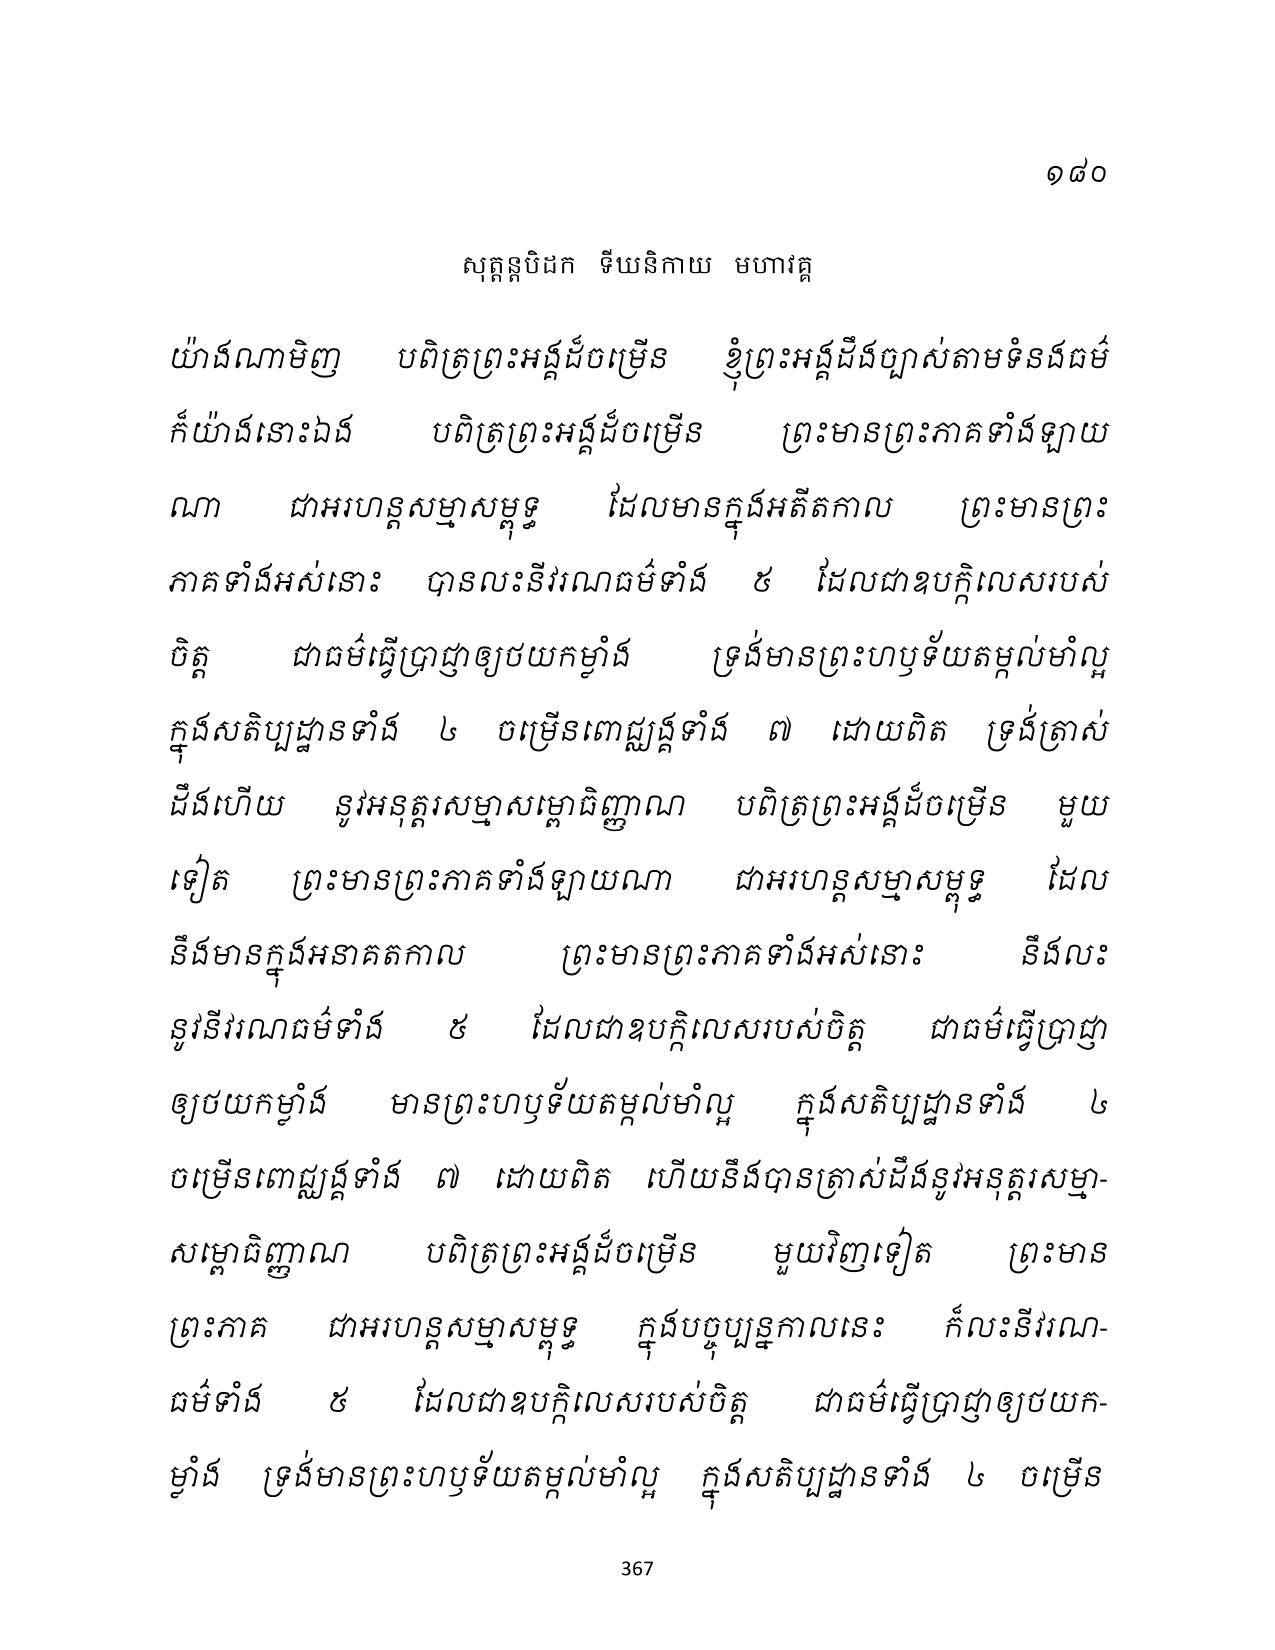 ១៨០
សុត្តន្តបិដក ទីឃនិកាយ មហាវគ្គ
យ៉ាងណាមិញ បពិត្រព្រះអង្គដ៏ចម្រើន ខ្ញុំព្រះអង្គដឹងច្បាស់តាមទំនងធម៌
ក៏យ៉ាងនោះឯង បពិត្រព្រះអង្គដ៏ចម្រើន ព្រះមានព្រះភាគទាំងឡាយ
ណា ជាអរហន្តសម្មាសម្ពុទ្ធ ដែលមានក្នុងអតីតកាល ព្រះមានព្រះ
ភាគទាំងអស់នោះ បានលះនីវរណធម៌ទាំង ៥ ដែលជាឧបក្កិលេសរបស់
ចិត្ត ជាធម៌ធ្វើប្រាជ្ញាឲ្យថយកម្លាំង ទ្រង់មានព្រះហឫទ័យតម្កល់មាំល្អ
ក្នុងសតិប្បដ្ឋានទាំង ៤ ចម្រើនពោជ្ឈង្គទាំង ៧ ដោយពិត ទ្រង់ត្រាស់
ដឹងហើយ នូវអនុត្តរសម្មាសម្ពោធិញ្ញាណ បពិត្រព្រះអង្គដ៏ចម្រើន មួយ
ទៀត ព្រះមានព្រះភាគទាំងឡាយណា ជាអរហន្តសម្មាសម្ពុទ្ធ ដែល
នឹងមានក្នុងអនាគតកាល ព្រះមានព្រះភាគទាំងអស់នោះ នឹងលះ
នូវនីវរណធម៌ទាំង ៥ ដែលជាឧបក្កិលេសរបស់ចិត្ត ជាធម៌ធ្វើប្រាជ្ញា
ឲ្យថយកម្លាំង មានព្រះហឫទ័យតម្កល់មាំល្អ ក្នុងសតិប្បដ្ឋានទាំង ៤
ចម្រើនពោជ្ឈង្គទាំង ៧ ដោយពិត ហើយនឹងបានត្រាស់ដឹងនូវអនុត្តរសម្មា-
សម្ពោធិញ្ញាណ បពិត្រព្រះអង្គដ៏ចម្រើន មួយវិញទៀត ព្រះមាន
ព្រះភាគ ជាអរហន្តសម្មាសម្ពុទ្ធ ក្នុងបច្ចុប្បន្នកាលនេះ ក៏លះនីវរណ-
ធម៌ទាំង ៥ ដែលជាឧបក្កិលេសរបស់ចិត្ត ជាធម៌ធ្វើប្រាជ្ញាឲ្យថយក-
ម្លាំង ទ្រង់មានព្រះហឫទ័យតម្កល់មាំល្អ ក្នុងសតិប្បដ្ឋានទាំង ៤ ចម្រើន
367